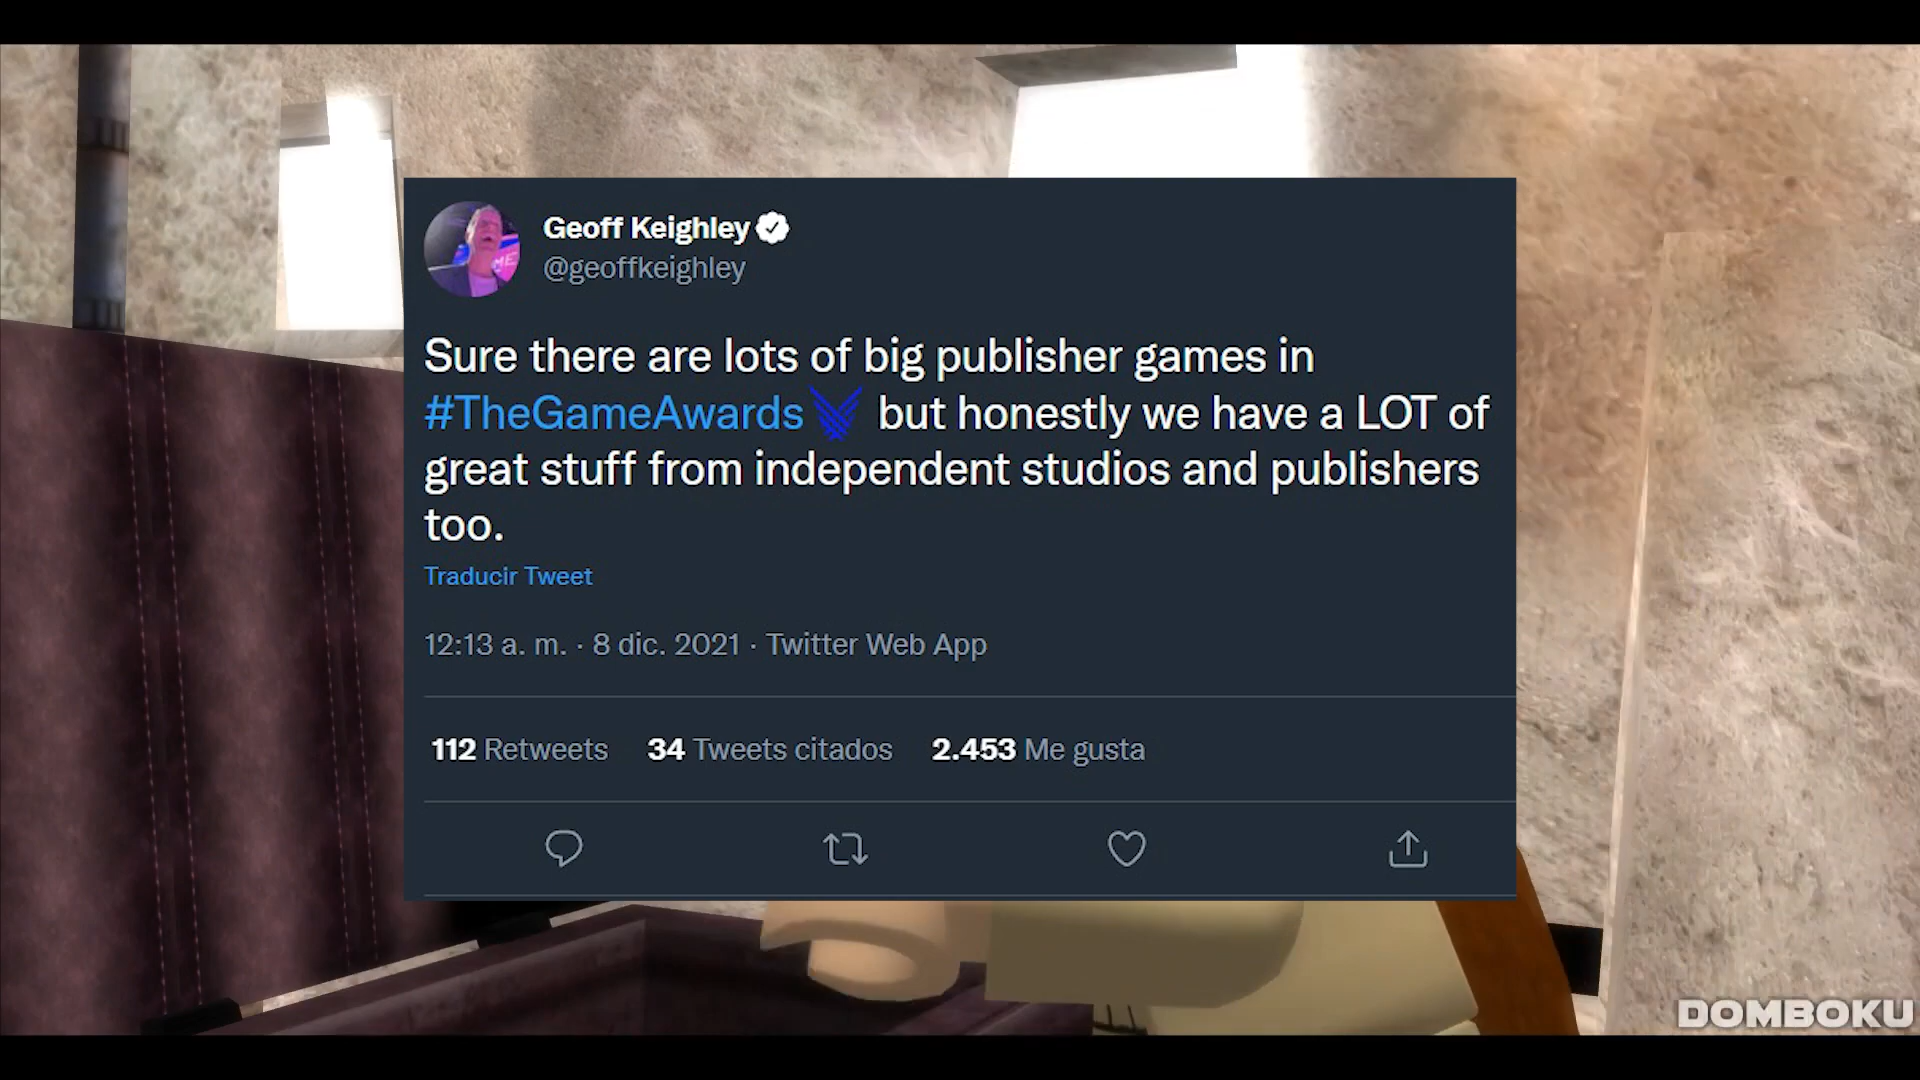 Geoff Keighley
@geoffkeighley
Sure there are lots of big publisher games in
#TheGameAwards but honestly we have a LOT of
great stuff from independent studios and publishers
too.
Traducir Tweet
12:13 a. m. · 8 dic. 2021 · Twitter Web App
112 Retweets 34 Tweets citados 2.453 Me gusta
DOMBOKU